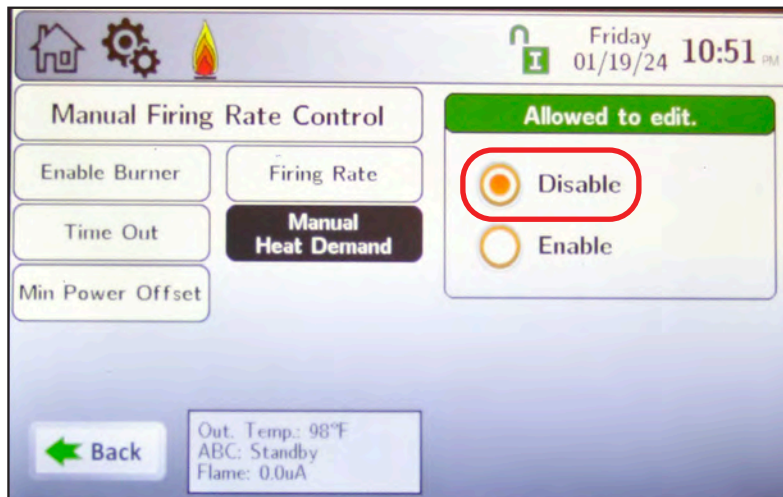 Friday
01/19/24 10:51 PM
I
Manual Firing Rate Control
Allowed to edit.
Enable Burner
Firing Rate
Disable
Time Out
Manual
Heat Demand
Enable
Min Power Offset
Back
Out. Temp.: 98°F
ABC: Standby
Flame: 0.0uA